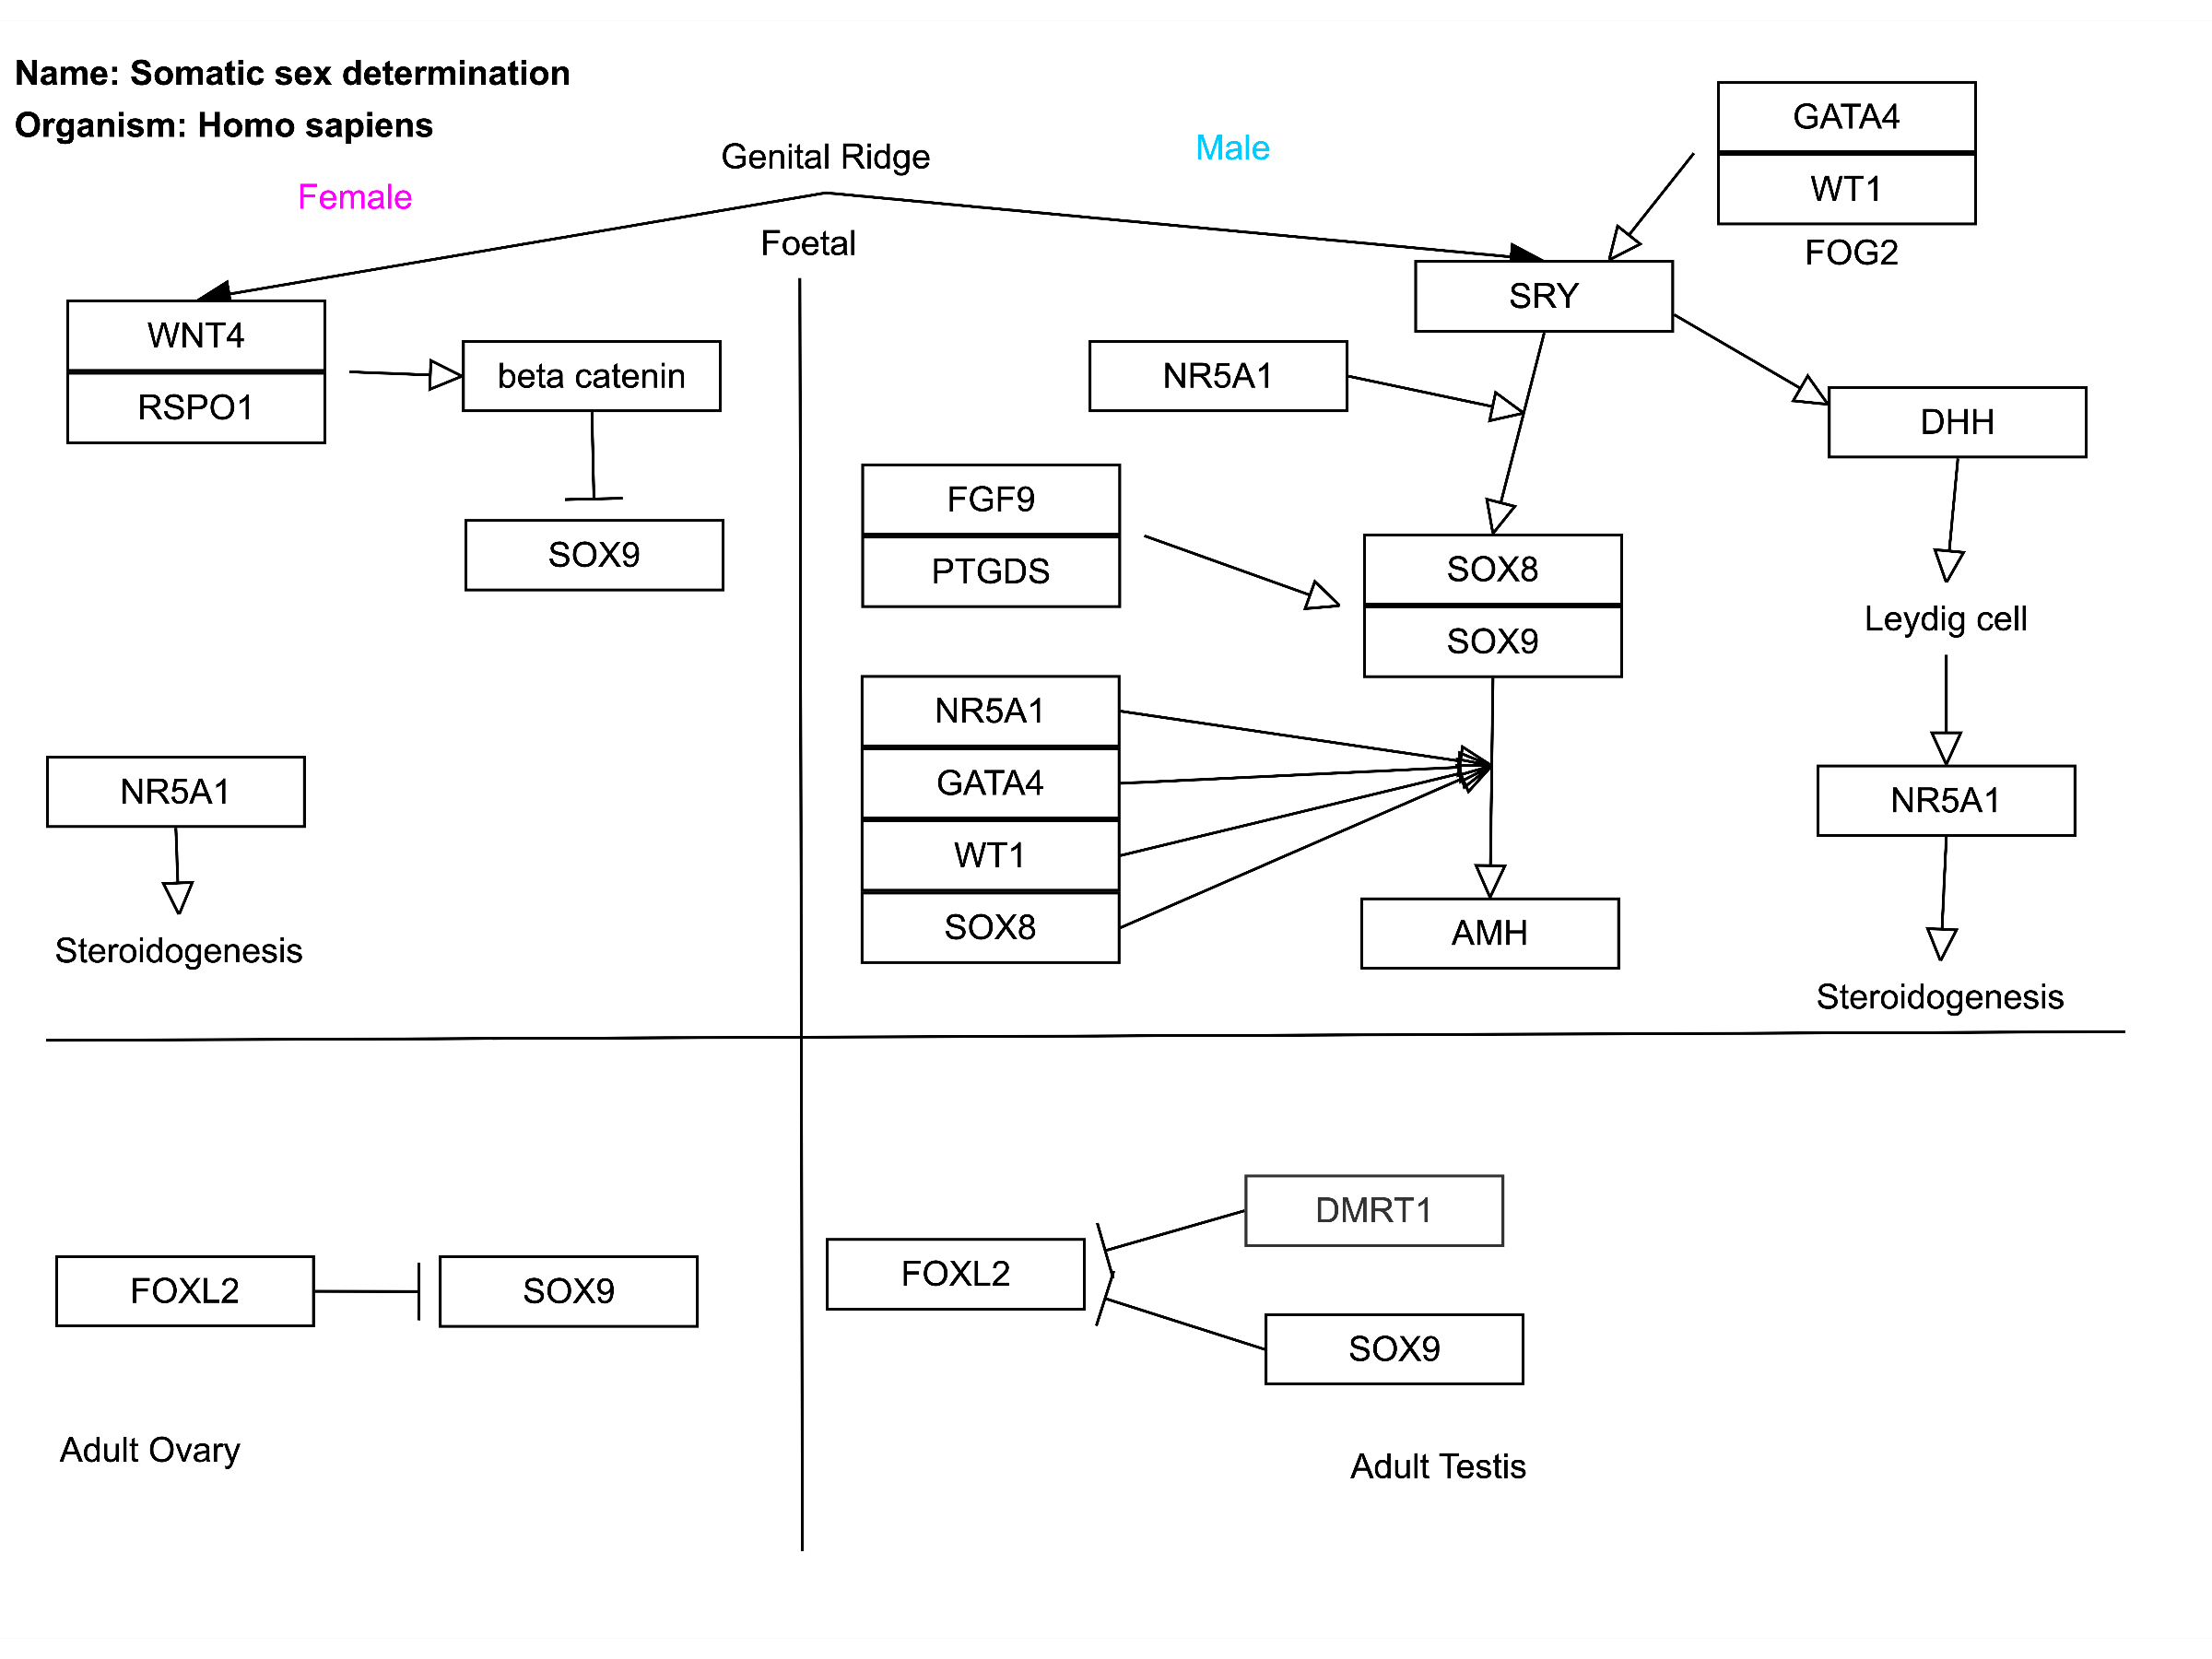 Name: Somatic sex determination
Organism: Homo sapiens
Genital Ridge
Female
Male
Foetal
GATA4
WT1
FOG2
SRY
WNT4
RSPO1
beta catenin
SOX9
NR5A1
Steroidogenesis
NR5A1
DHH
FGF9
PTGDS
SOX8
SOX9
Leydig cell
NR5A1
GATA4
WT1
SOX8
AMH
NR5A1
Steroidogenesis
FOXL2
SOX9
Adult Ovary
DMRT1
FOXL2
SOX9
Adult Testis